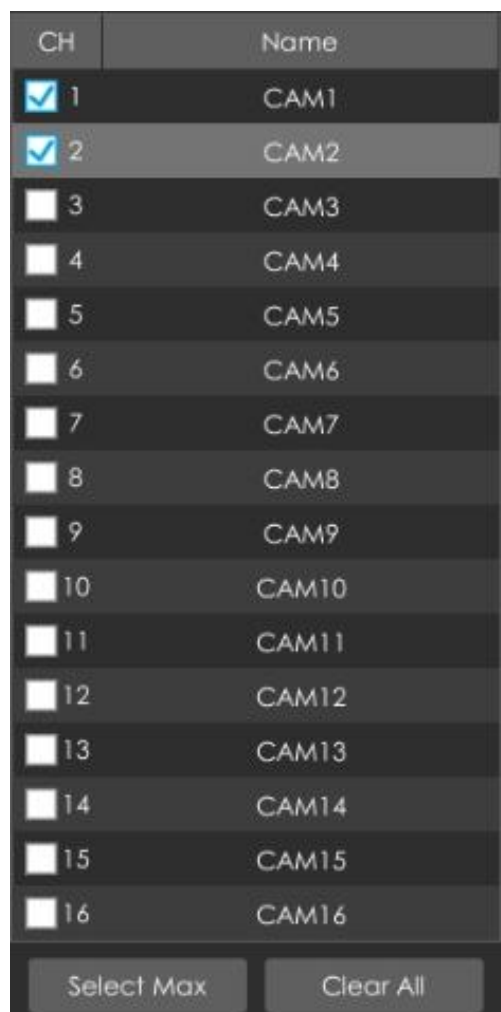 CH Name
1 CAM1
2 CAM2
3 CAM3
4 CAM4
5 CAM5
6 CAM6
7 CAM7
8 CAM8
9 CAM9
10 CAM10
11 CAM11
12 CAM12
13 CAM13
14 CAM14
15 CAM15
16 CAM16
Select Max Clear All